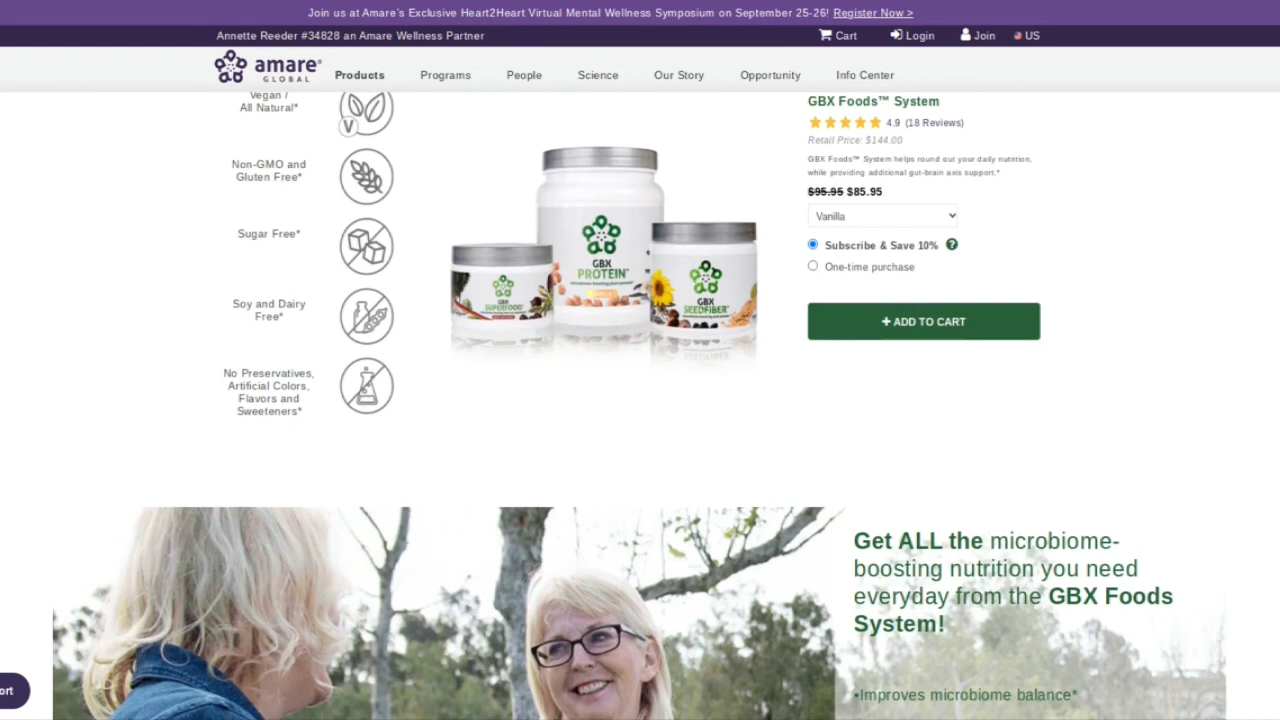 Join us at Amare's Exclusive Heart2Heart Virtual Mental Wellness Symposium on September 25-26! Register Now >
Annette Reeder #34828 an Amare Wellness Partner
Cart
Login
Join
US
amare®
GLOBAL
Products
Programs
People
Science
Our Story
Opportunity
Info Center
Vegan /
All Natural*
V
Non-GMO and
Gluten Free*
Sugar Free*
Soy and Dairy
Free*
No Preservatives,
Artificial Colors,
Flavors and
Sweeteners*
GBX
SUPERFOOD™
GBX
PROTEIN™
GBX
SEEDFIBER™
GBX Foods™ System
4.9 (18 Reviews)
Retail Price: $144.00
GBX Foods™ System helps round out your daily nutrition,
while providing additional gut-brain axis support.*
$95.95 $85.95
Vanilla
Subscribe & Save 10% ?
One-time purchase
+ ADD TO CART
Get ALL the microbiome-
boosting nutrition you need
everyday from the GBX Foods
System!
•Improves microbiome balance*
ort